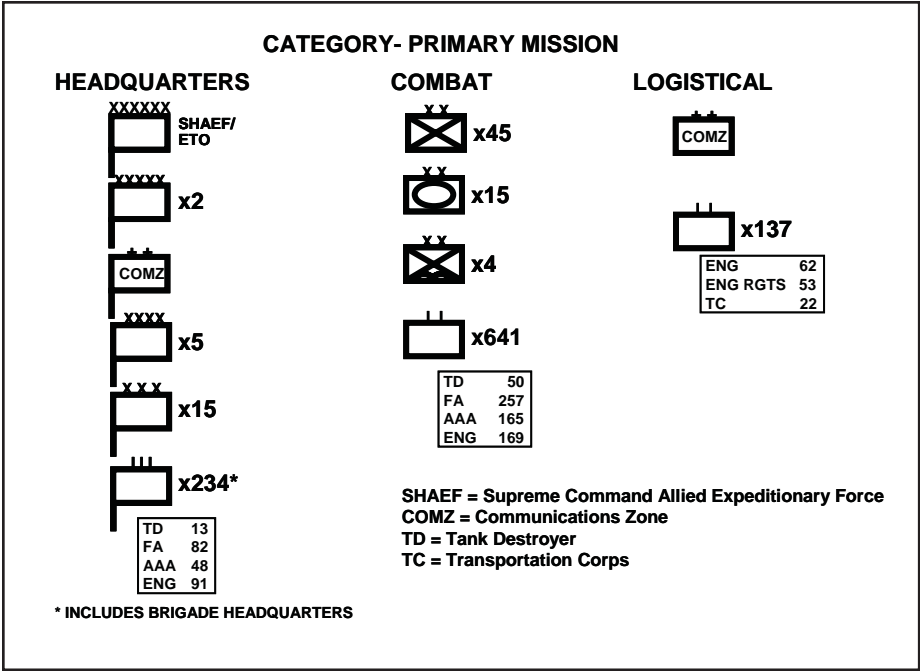 CATEGORY- PRIMARY MISSION
HEADQUARTERS
XXXXXX
SHAEF/
ETO
XXXXX
x2
++
COMZ
XXXX
x5
XXX
x15
III
x234*
TD 13
FA 82
AAA 48
ENG 91
* INCLUDES BRIGADE HEADQUARTERS
COMBAT
XX
x45
XX
x15
XX
x4
II
x641
TD 50
FA 257
AAA 165
ENG 169
LOGISTICAL
++
COMZ
II
x137
ENG 62
ENG RGTS 53
TC 22
SHAEF = Supreme Command Allied Expeditionary Force
COMZ = Communications Zone
TD = Tank Destroyer
TC = Transportation Corps